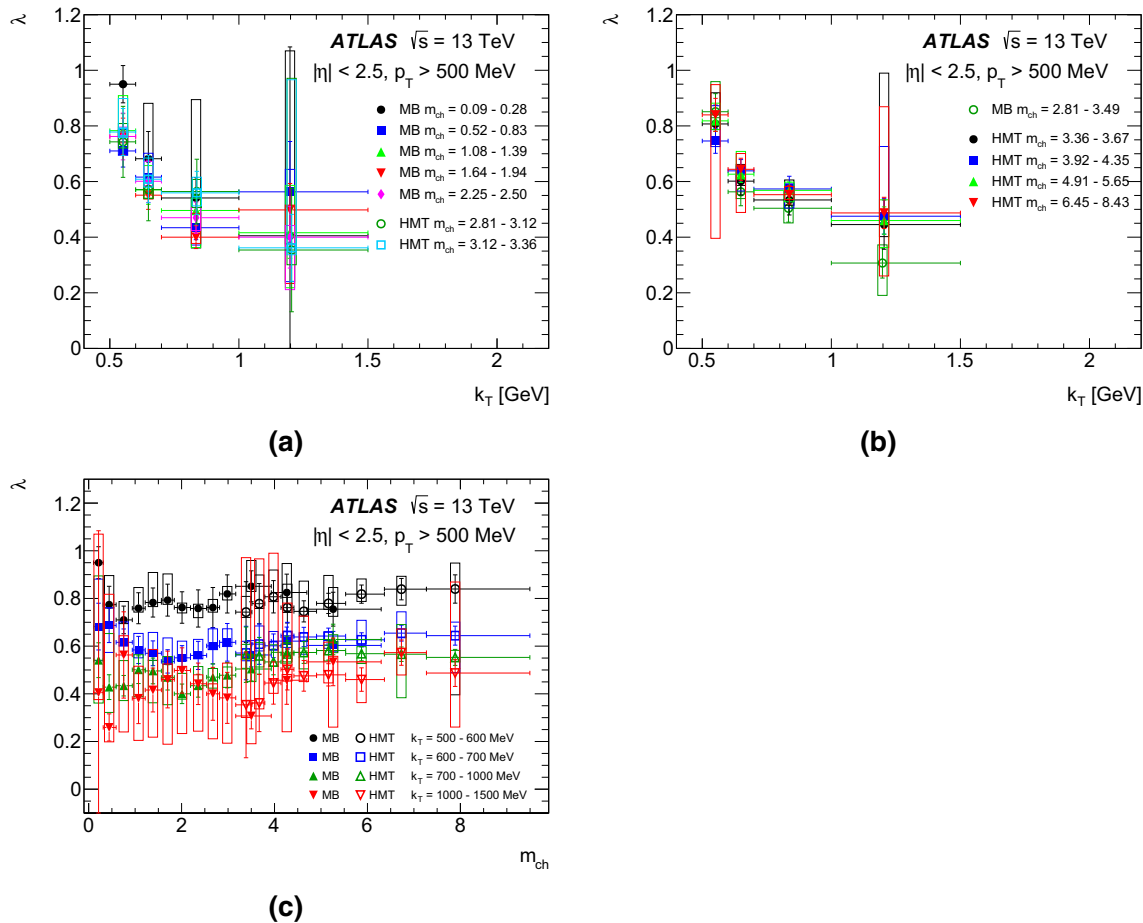 λ
1.2
1
0.8
0.6
0.4
0.2
0
0.5
1
1.5
2
k_T [GeV]
ATLAS √s = 13 TeV
|η| < 2.5, p_T > 500 MeV
MB m_ch = 0.09 - 0.28
MB m_ch = 0.52 - 0.83
MB m_ch = 1.08 - 1.39
MB m_ch = 1.64 - 1.94
MB m_ch = 2.25 - 2.50
HMT m_ch = 2.81 - 3.12
HMT m_ch = 3.12 - 3.36
(a)
λ
1.2
1
0.8
0.6
0.4
0.2
0
0.5
1
1.5
2
k_T [GeV]
ATLAS √s = 13 TeV
|η| < 2.5, p_T > 500 MeV
MB m_ch = 2.81 - 3.49
HMT m_ch = 3.36 - 3.67
HMT m_ch = 3.92 - 4.35
HMT m_ch = 4.91 - 5.65
HMT m_ch = 6.45 - 8.43
(b)
λ
1.2
1
0.8
0.6
0.4
0.2
0
0
2
4
6
8
m_ch
ATLAS √s = 13 TeV
|η| < 2.5, p_T > 500 MeV
MB HMT k_T = 500 - 600 MeV
MB HMT k_T = 600 - 700 MeV
MB HMT k_T = 700 - 1000 MeV
MB HMT k_T = 1000 - 1500 MeV
(c)